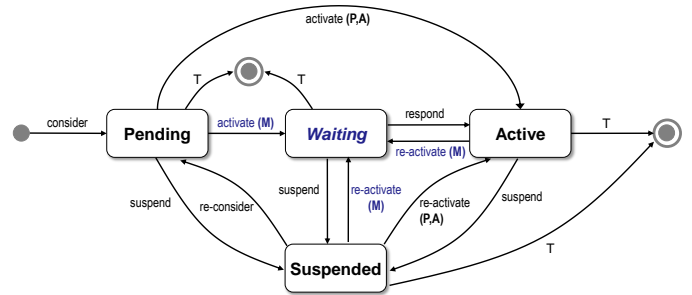 activate (P,A)
T
T
consider
Pending
activate (M)
Waiting
respond
Active
T
re-activate (M)
suspend
re-consider
suspend
re-activate
(M)
re-activate
(P,A)
suspend
T
Suspended